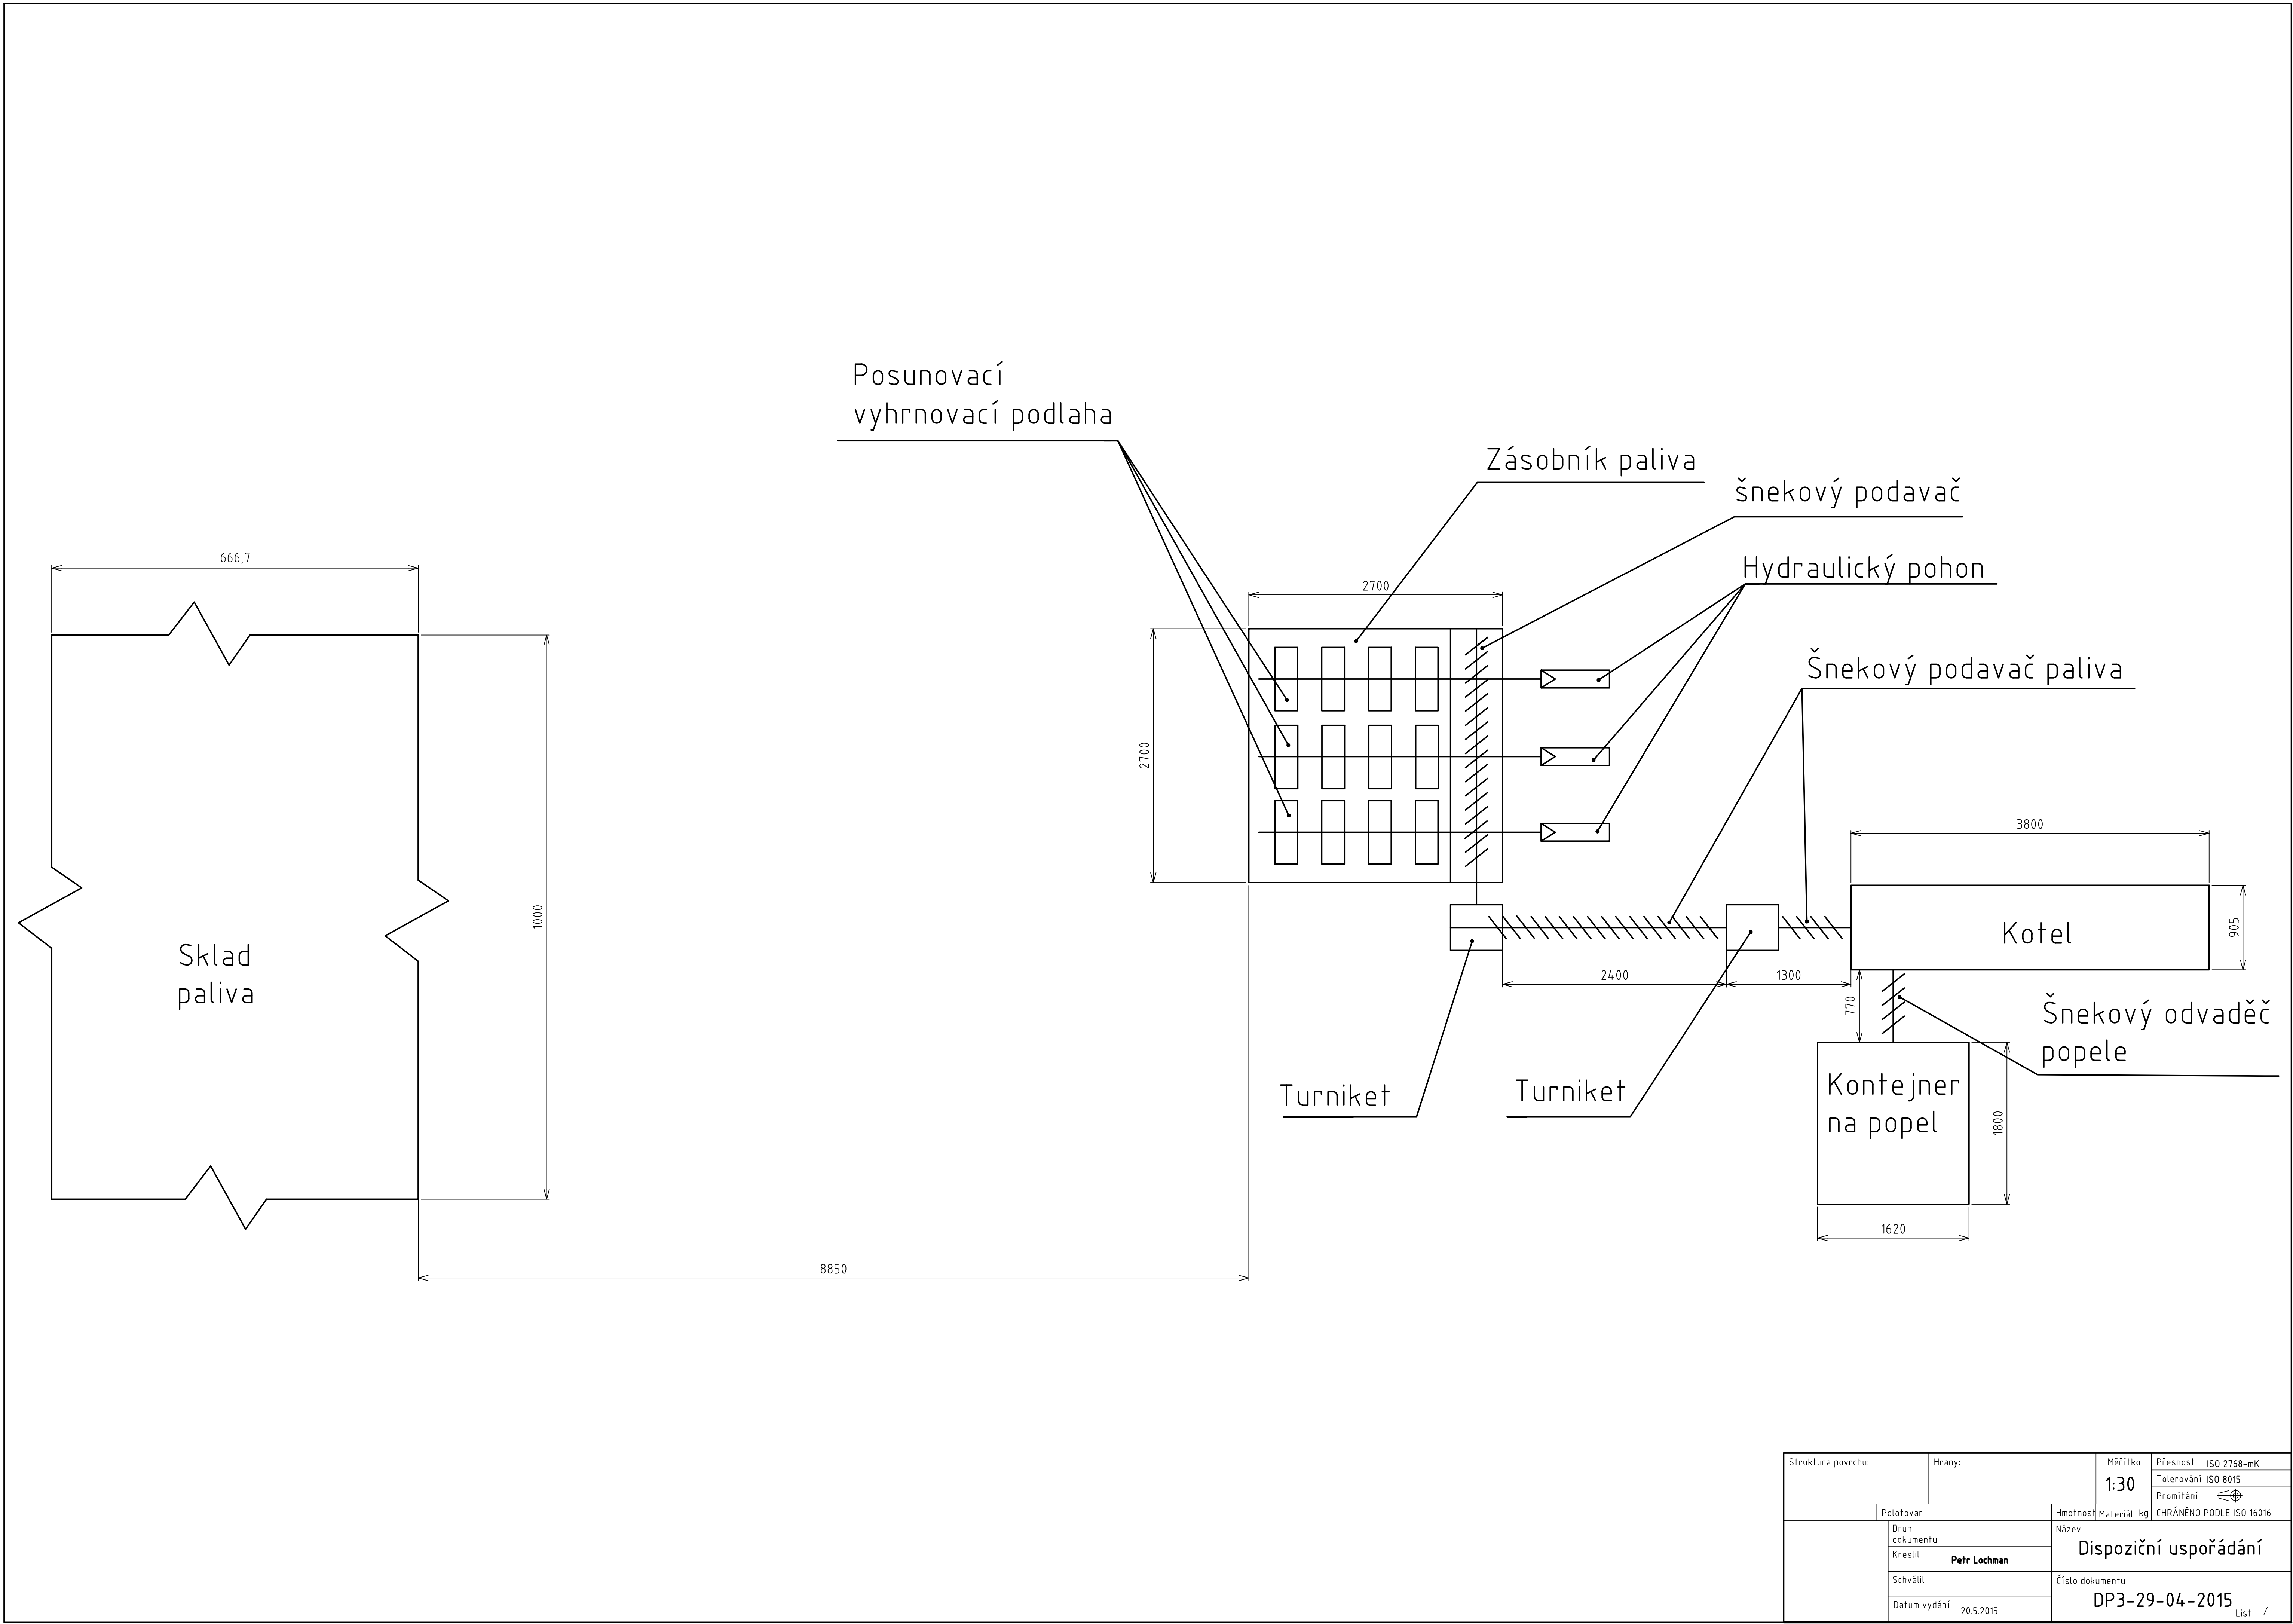 Posunovací
vyhrnovací podlaha
Zásobník paliva
šnekový podavač
Hydraulický pohon
Šnekový podavač paliva
666,7
1000
Sklad
paliva
8850
2700
2700
3800
905
Kotel
2400
1300
770
Šnekový odvaděč
popele
Turniket
Turniket
Kontejner
na popel
1800
1620
Struktura povrchu:
Hrany:
Měřítko
1:30
Přesnost ISO 2768-mK
Tolerování ISO 8015
Promítání
Polotovar
Hmotnost
Materiál kg
CHRÁNĚNO PODLE ISO 16016
Druh
dokumentu
Název
Dispoziční uspořádání
Kreslil Petr Lochman
Schválil
Číslo dokumentu
DP3-29-04-2015
Datum vydání 20.5.2015
List /